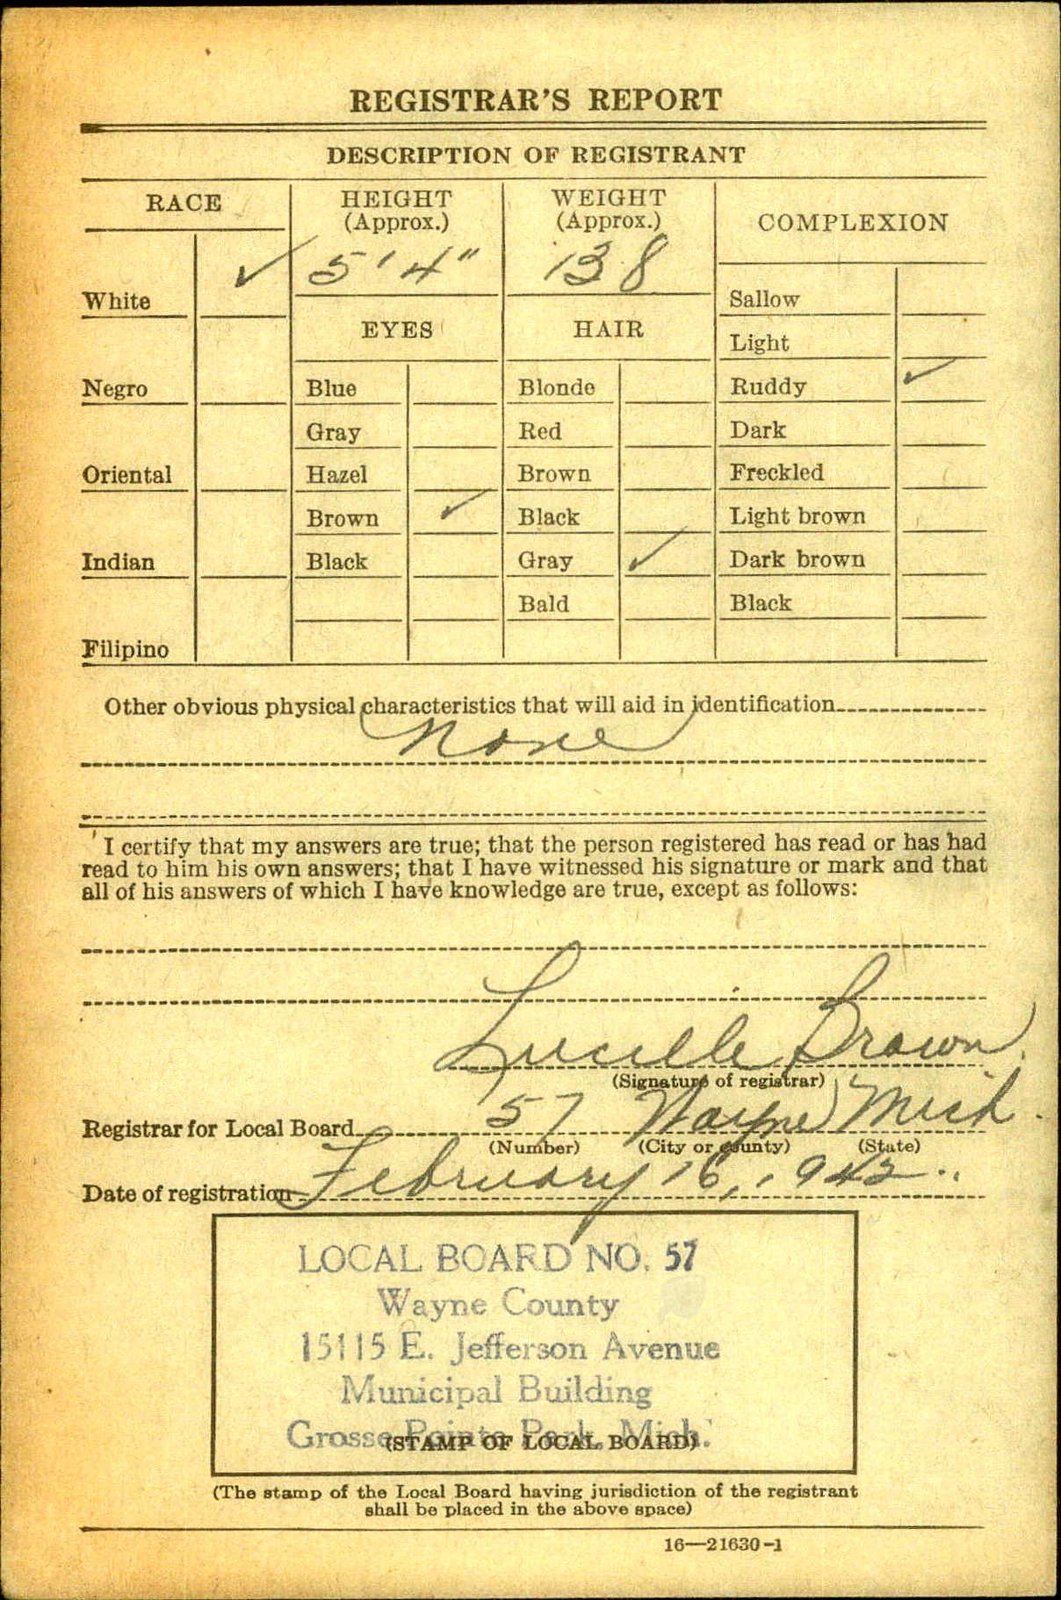 REGISTRAR'S REPORT
DESCRIPTION OF REGISTRANT
RACE
HEIGHT
(Approx.)
WEIGHT
(Approx.)
COMPLEXION
5' 4"
138
White ✓
Sallow
EYES
HAIR
Light
Negro
Blue
Blonde
Ruddy ✓
Gray
Red
Dark
Oriental
Hazel
Brown
Freckled
Brown ✓
Black
Light brown
Indian
Black
Gray ✓
Dark brown
Bald
Black
Filipino
Other obvious physical characteristics that will aid in identification
None
I certify that my answers are true; that the person registered has read or has had
read to him his own answers; that I have witnessed his signature or mark and that
all of his answers of which I have knowledge are true, except as follows:
Lucille Brown
(Signature of registrar)
Registrar for Local Board 57 Wayne Mich.
(Number) (City or county) (State)
Date of registration February 16, 1942
LOCAL BOARD NO. 57
Wayne County
15115 E. Jefferson Avenue
Municipal Building
Grosse Pointe Park, Mich.
(STAMP OF LOCAL BOARD)
(The stamp of the Local Board having jurisdiction of the registrant
shall be placed in the above space)
16—21630-1